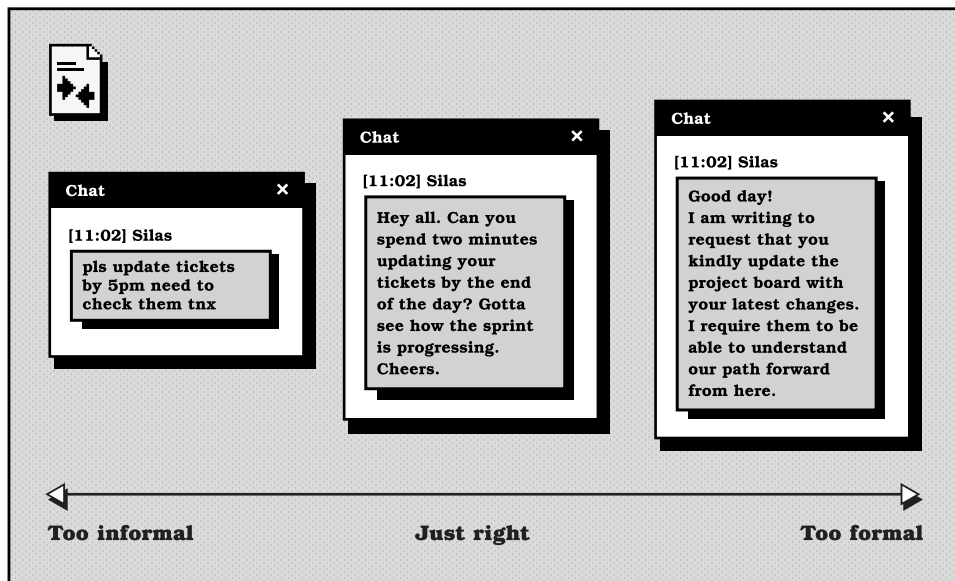 Chat
[11:02] Silas
pls update tickets
by 5pm need to
check them tnx
Chat
[11:02] Silas
Hey all. Can you
spend two minutes
updating your
tickets by the end
of the day? Gotta
see how the sprint
is progressing.
Cheers.
Chat
[11:02] Silas
Good day!
I am writing to
request that you
kindly update the
project board with
your latest changes.
I require them to be
able to understand
our path forward
from here.
Too informal
Just right
Too formal